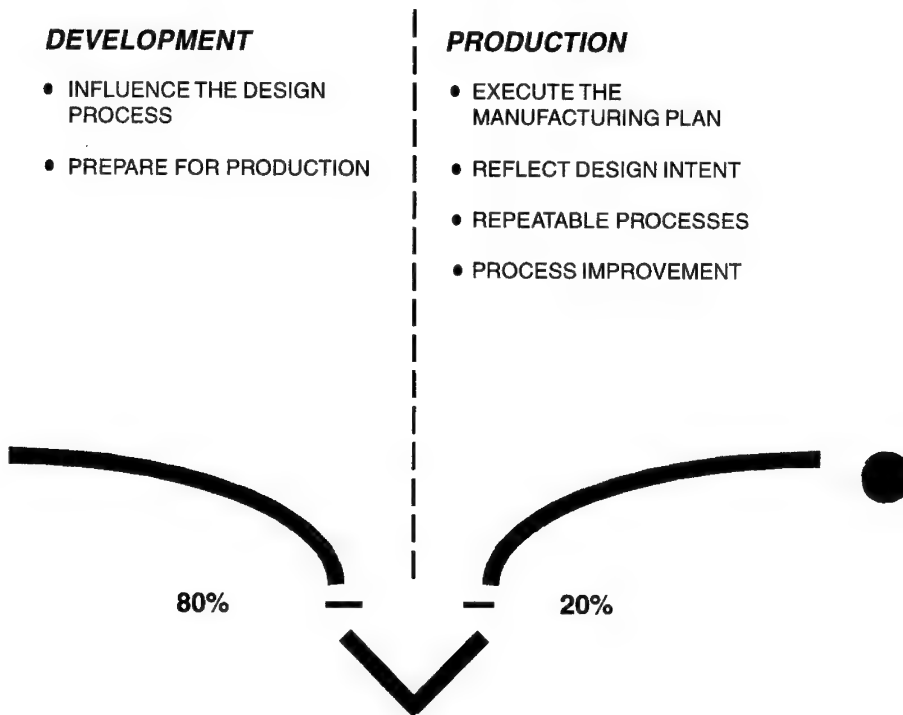 DEVELOPMENT
• INFLUENCE THE DESIGN
PROCESS
• PREPARE FOR PRODUCTION
PRODUCTION
• EXECUTE THE
MANUFACTURING PLAN
• REFLECT DESIGN INTENT
• REPEATABLE PROCESSES
• PROCESS IMPROVEMENT
80%
20%